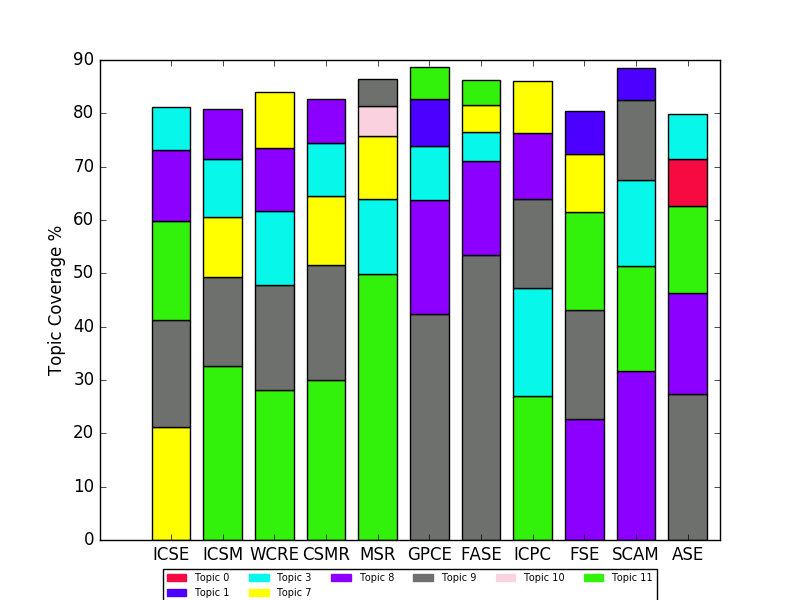 90
80
70
60
50
40
30
20
10
0
Topic Coverage %
ICSE ICSM WCRE CSMR MSR GPCE FASE ICPC FSE SCAM ASE
Topic 0 Topic 3 Topic 8 Topic 9 Topic 10 Topic 11
Topic 1 Topic 7